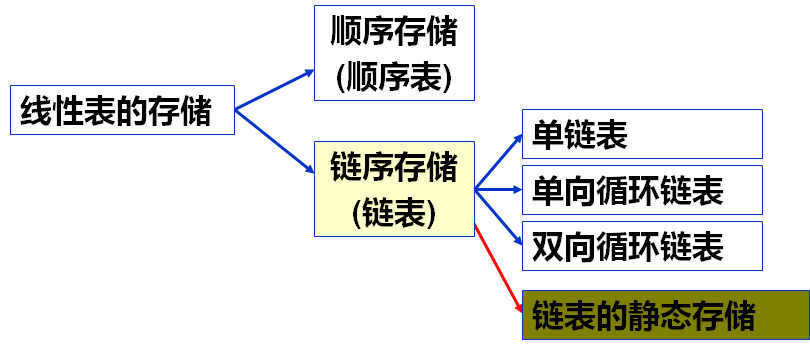 线性表的存储
顺序存储
(顺序表)
链序存储
(链表)
单链表
单向循环链表
双向循环链表
链表的静态存储